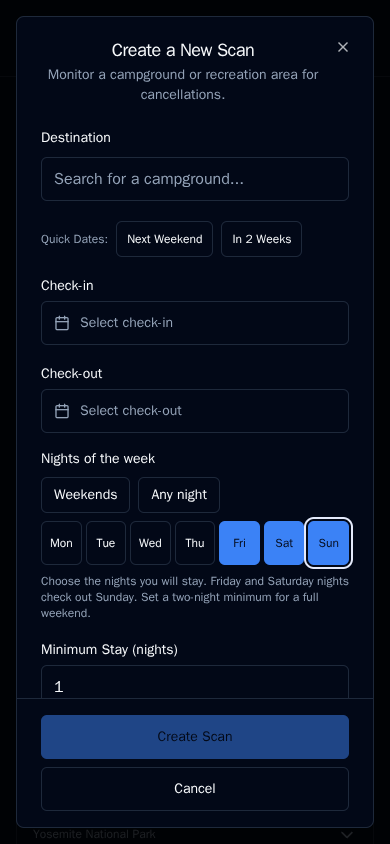 Create a New Scan
Monitor a campground or recreation area for
cancellations.
Destination
Search for a campground...
Quick Dates:
Next Weekend
In 2 Weeks
Check-in
Select check-in
Check-out
Select check-out
Nights of the week
Weekends
Any night
Mon
Tue
Wed
Thu
Fri
Sat
Sun
Choose the nights you will stay. Friday and Saturday nights
check out Sunday. Set a two-night minimum for a full
weekend.
Minimum Stay (nights)
1
Create Scan
Cancel
Yosemite National Park